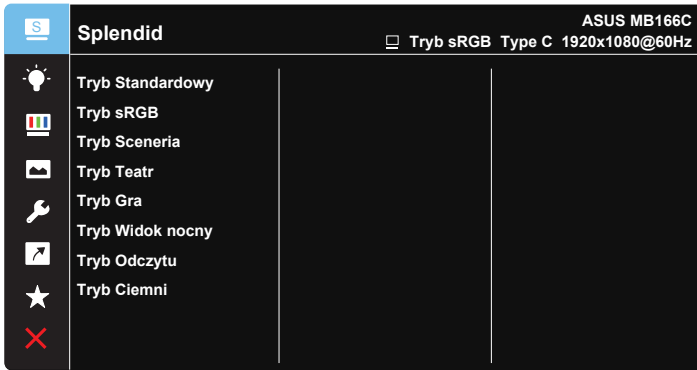 S
Splendid
ASUS MB166C
Tryb sRGB Type C 1920x1080@60Hz
Tryb Standardowy
Tryb sRGB
Tryb Sceneria
Tryb Teatr
Tryb Gra
Tryb Widok nocny
Tryb Odczytu
Tryb Ciemni